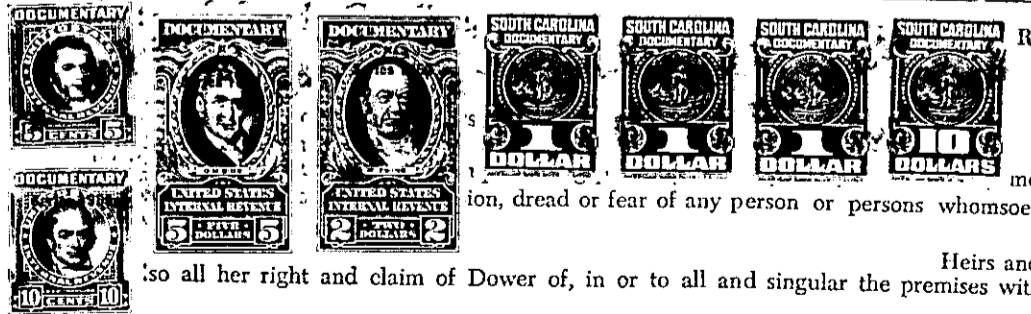 DOCUMENTARY
5 CENTS 5
DOCUMENTARY
10 CENTS 10
DOCUMENTARY
UNITED STATES
INTERNAL REVENUE
5 FIVE DOLLARS 5
DOCUMENTARY
UNITED STATES
INTERNAL REVENUE
2 TWO DOLLARS 2
SOUTH CAROLINA
DOCUMENTARY
1
DOLLAR
SOUTH CAROLINA
DOCUMENTARY
1
DOLLAR
SOUTH CAROLINA
DOCUMENTARY
1
DOLLAR
SOUTH CAROLINA
DOCUMENTARY
10
DOLLARS
R
me
ion, dread or fear of any person or persons whomsoe
Heirs and
so all her right and claim of Dower of, in or to all and singular the premises wit